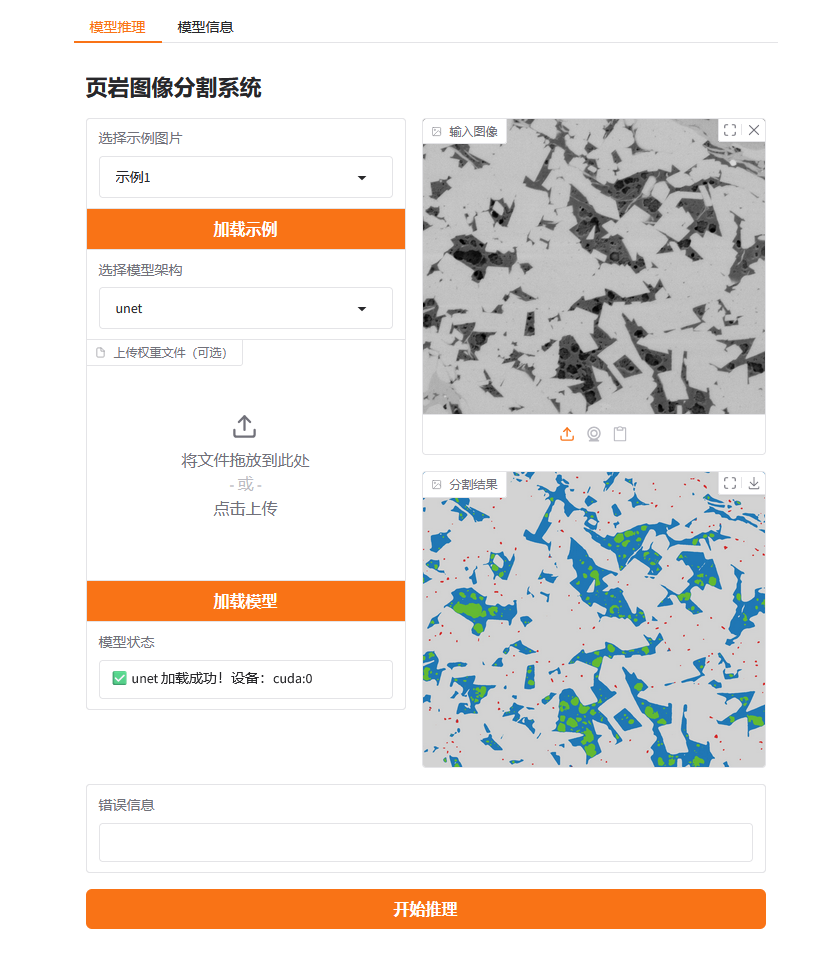 模型推理
模型信息
页岩图像分割系统
选择示例图片
示例1
加载示例
选择模型架构
unet
上传权重文件（可选）
将文件拖放到此处
- 或 -
点击上传
加载模型
模型状态
✅ unet 加载成功！设备：cuda:0
输入图像
分割结果
错误信息
开始推理